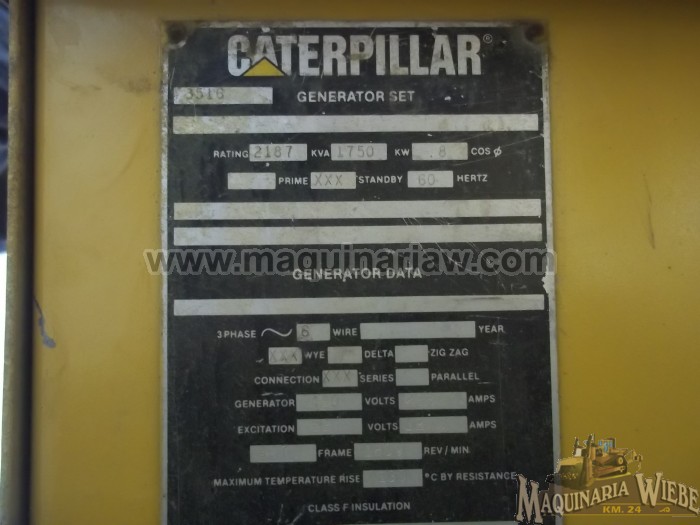 CATERPILLAR®
3516 GENERATOR SET
RATING 2187 KVA 1750 KW .8 COS φ
PRIME XXX STANDBY 60 HERTZ
www.maquinariaw.com
GENERATOR DATA
3 PHASE ~ 6 WIRE YEAR
XXX WYE DELTA ZIG ZAG
CONNECTION XXX SERIES PARALLEL
GENERATOR VOLTS AMPS
EXCITATION VOLTS AMPS
FRAME REV / MIN
MAXIMUM TEMPERATURE RISE °C BY RESISTANCE
CLASS F INSULATION
MAQUINARIA WIEBE
KM. 24